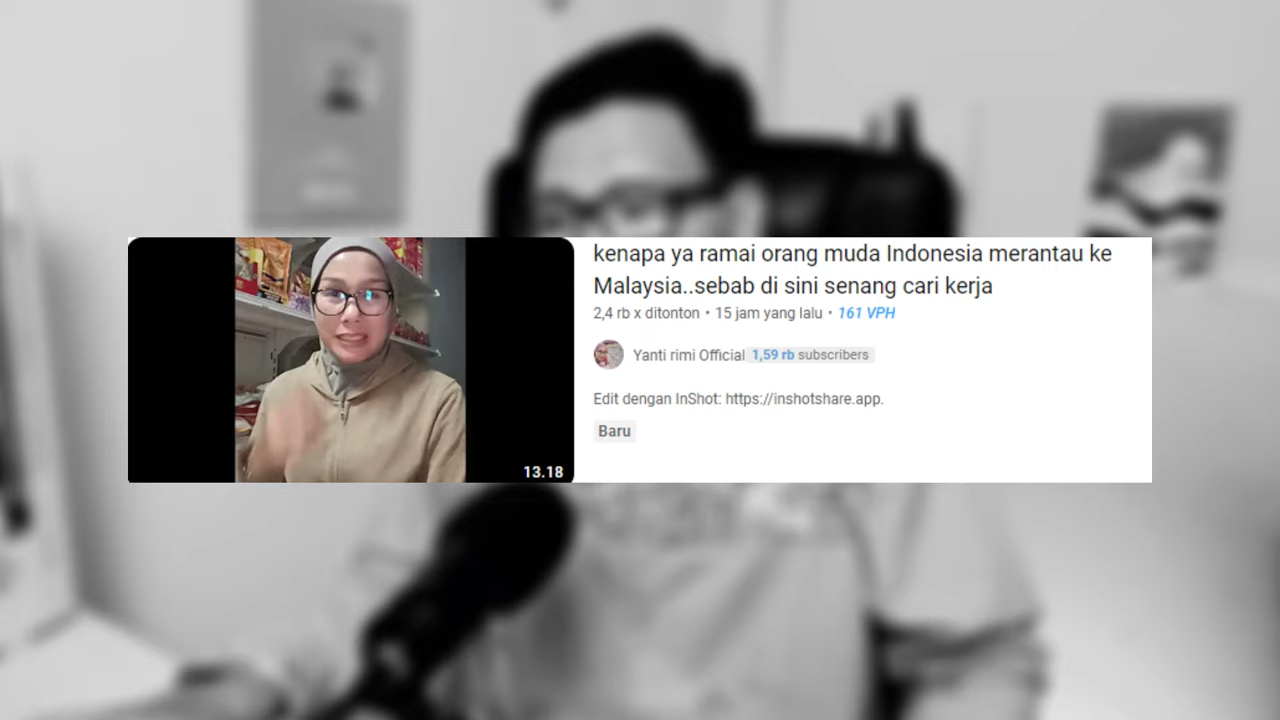 kenapa ya ramai orang muda Indonesia merantau ke
Malaysia..sebab di sini senang cari kerja
2,4 rb x ditonton • 15 jam yang lalu • 161 VPH
Yanti rimi Official 1,59 rb subscribers
Edit dengan InShot: https://inshotshare.app.
Baru
13.18